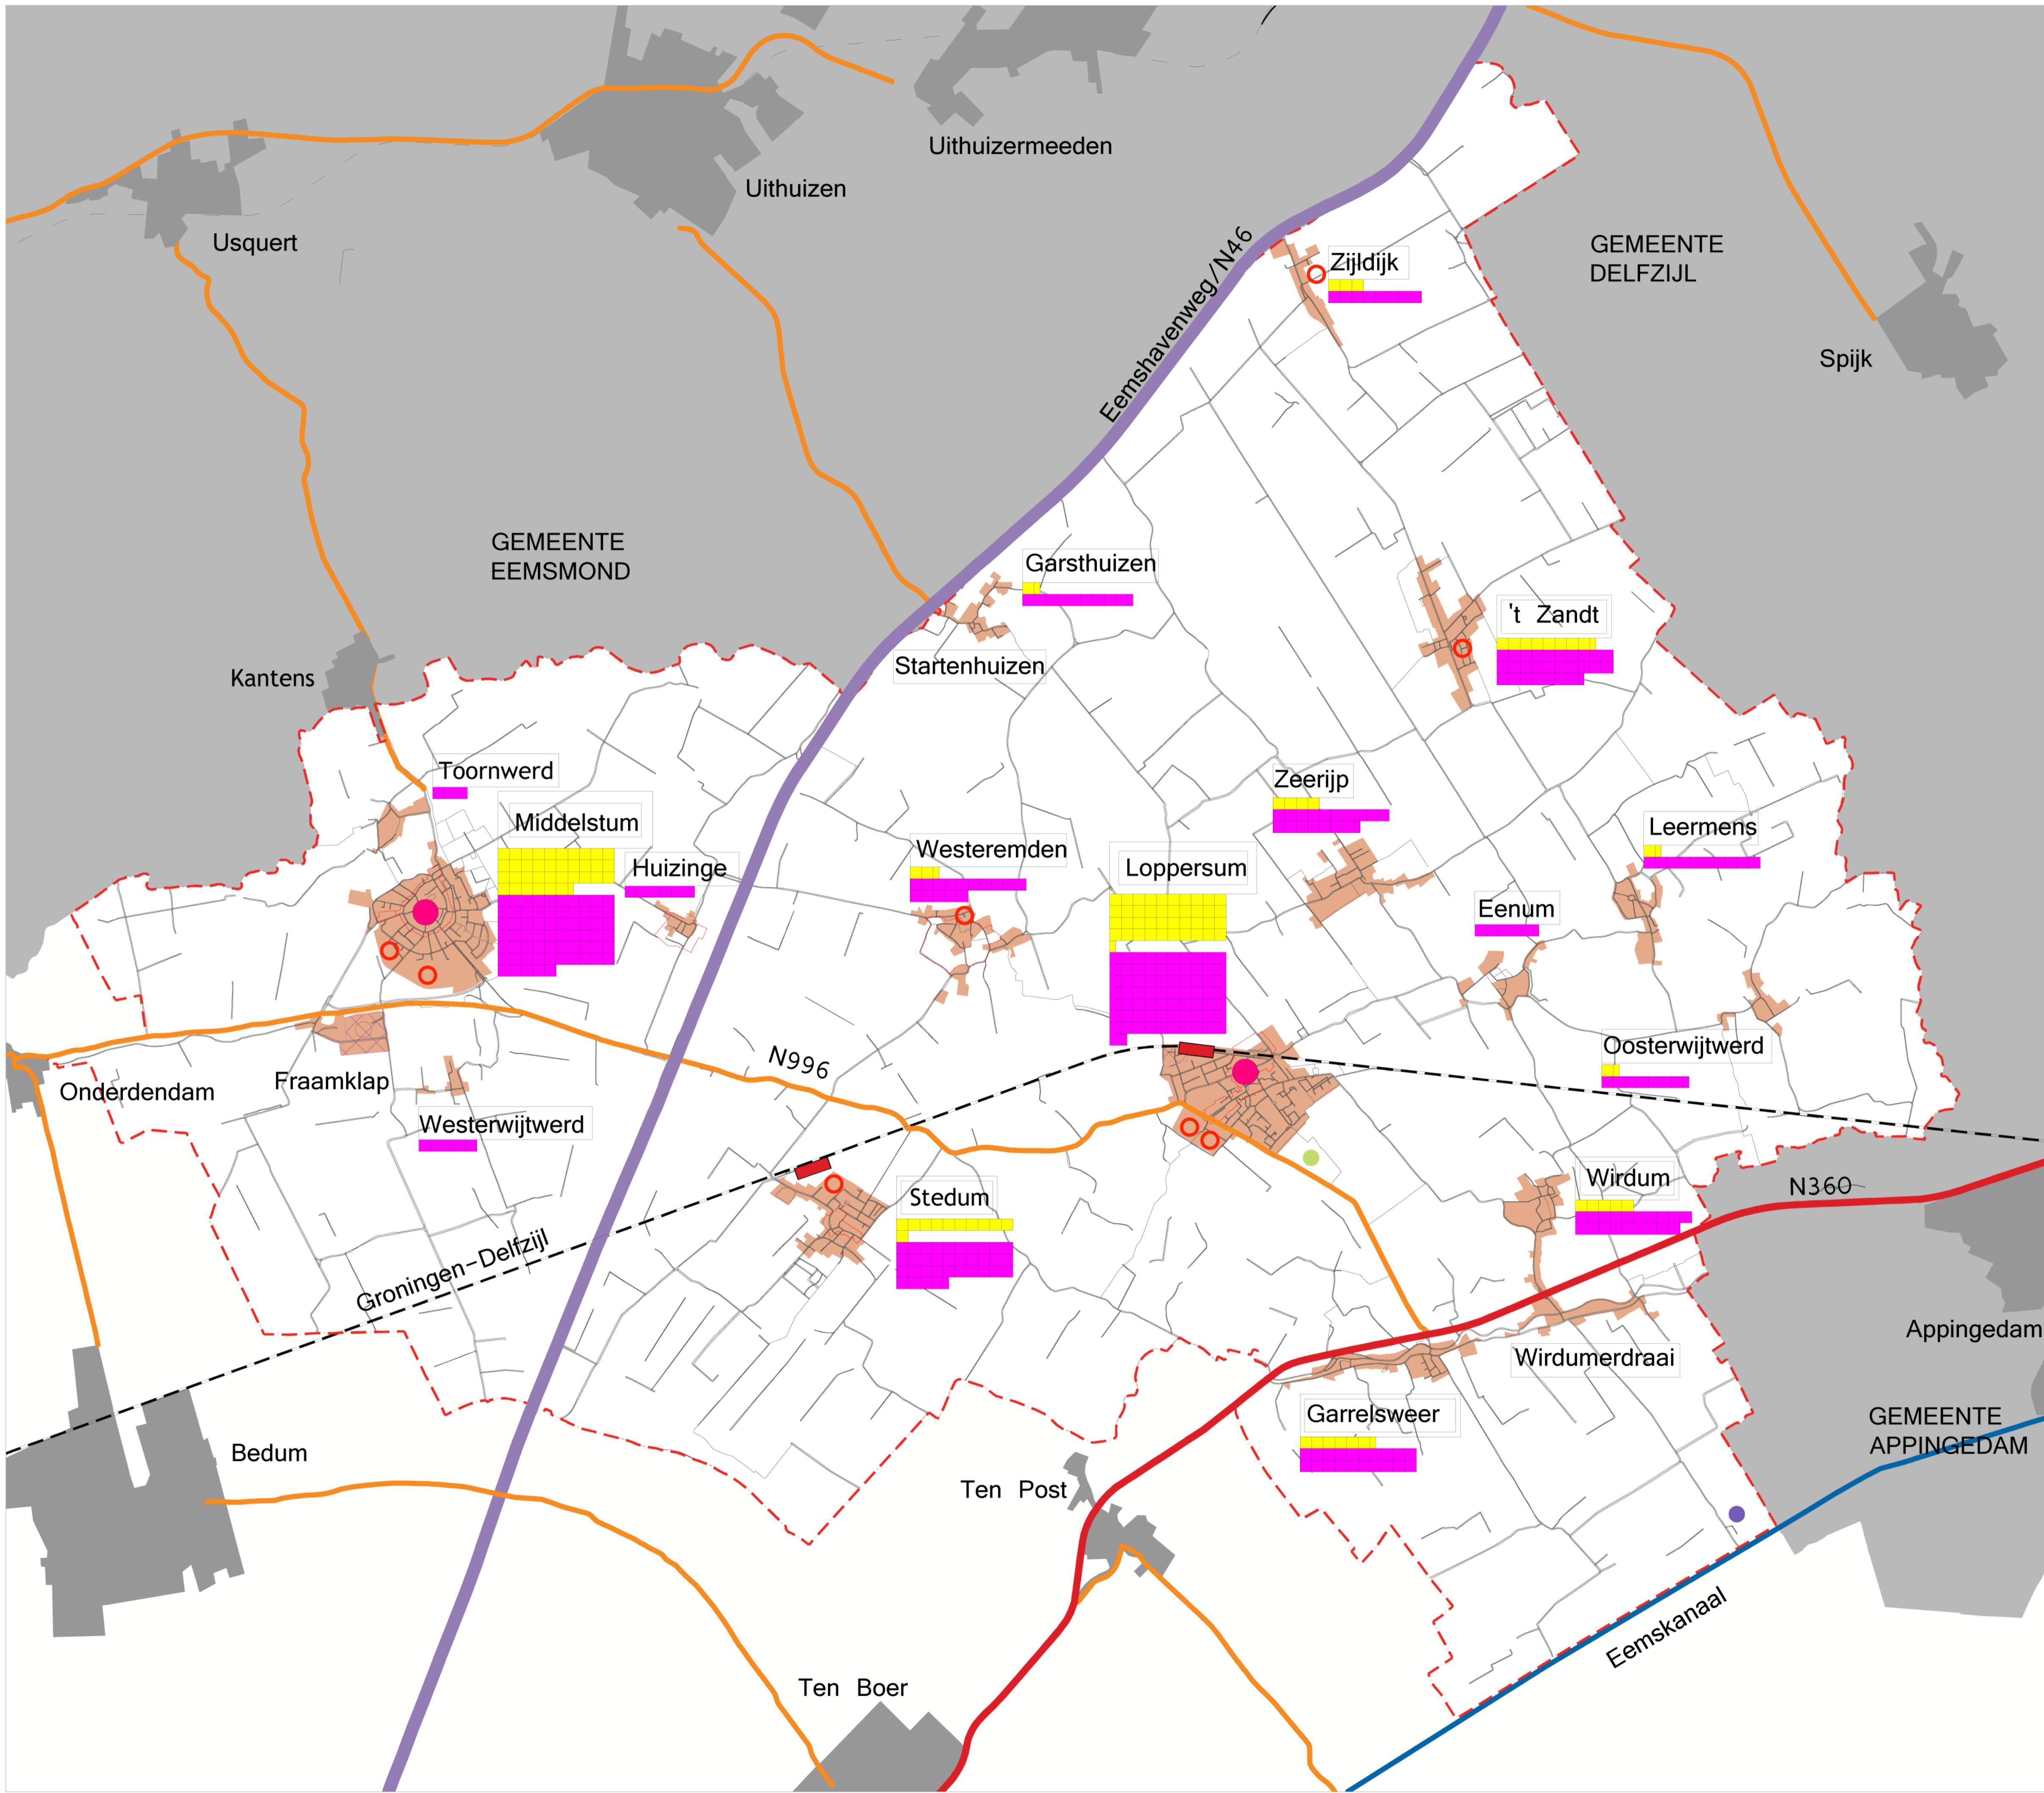 Uithuizermeeden
Uithuizen
Usquert
GEMEENTE
DELFZIJL
Eemshavenweg/N46
Zijldijk
Spijk
GEMEENTE
EEMSMOND
Garsthuizen
't Zandt
Startenhuizen
Kantens
Toornwerd
Zeerijp
Middelstum
Leermens
Huizinge
Westeremden
Loppersum
Eenum
N996
Oosterwijtwerd
Onderdendam
Fraamklap
Westerwijtwerd
Wirdum
N360
Stedum
Groningen-Delfzijl
Appingedam
Wirdumerdraai
Garrelsweer
GEMEENTE
APPINGEDAM
Bedum
Ten Post
Eemskanaal
Ten Boer